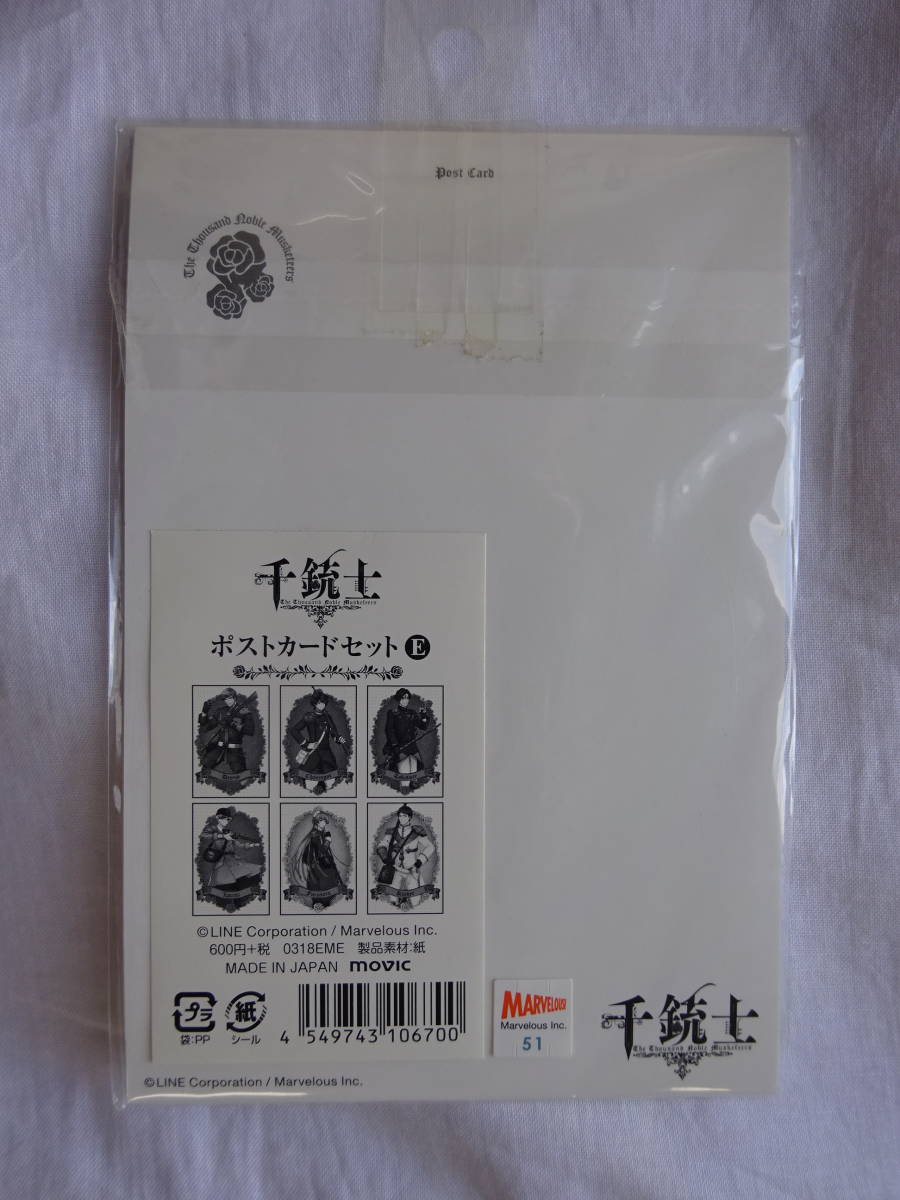 Post Card
The Thousand Noble Musketeers
千銃士
The Thousand Noble Musketeers
ポストカードセット E
©LINE Corporation / Marvelous Inc.
600円+税 0318EME 製品素材:紙
MADE IN JAPAN movic
プラ 紙
袋:PP シール
4 549743 106700
MARVELOUS!
Marvelous Inc.
51
千銃士
The Thousand Noble Musketeers
©LINE Corporation / Marvelous Inc.